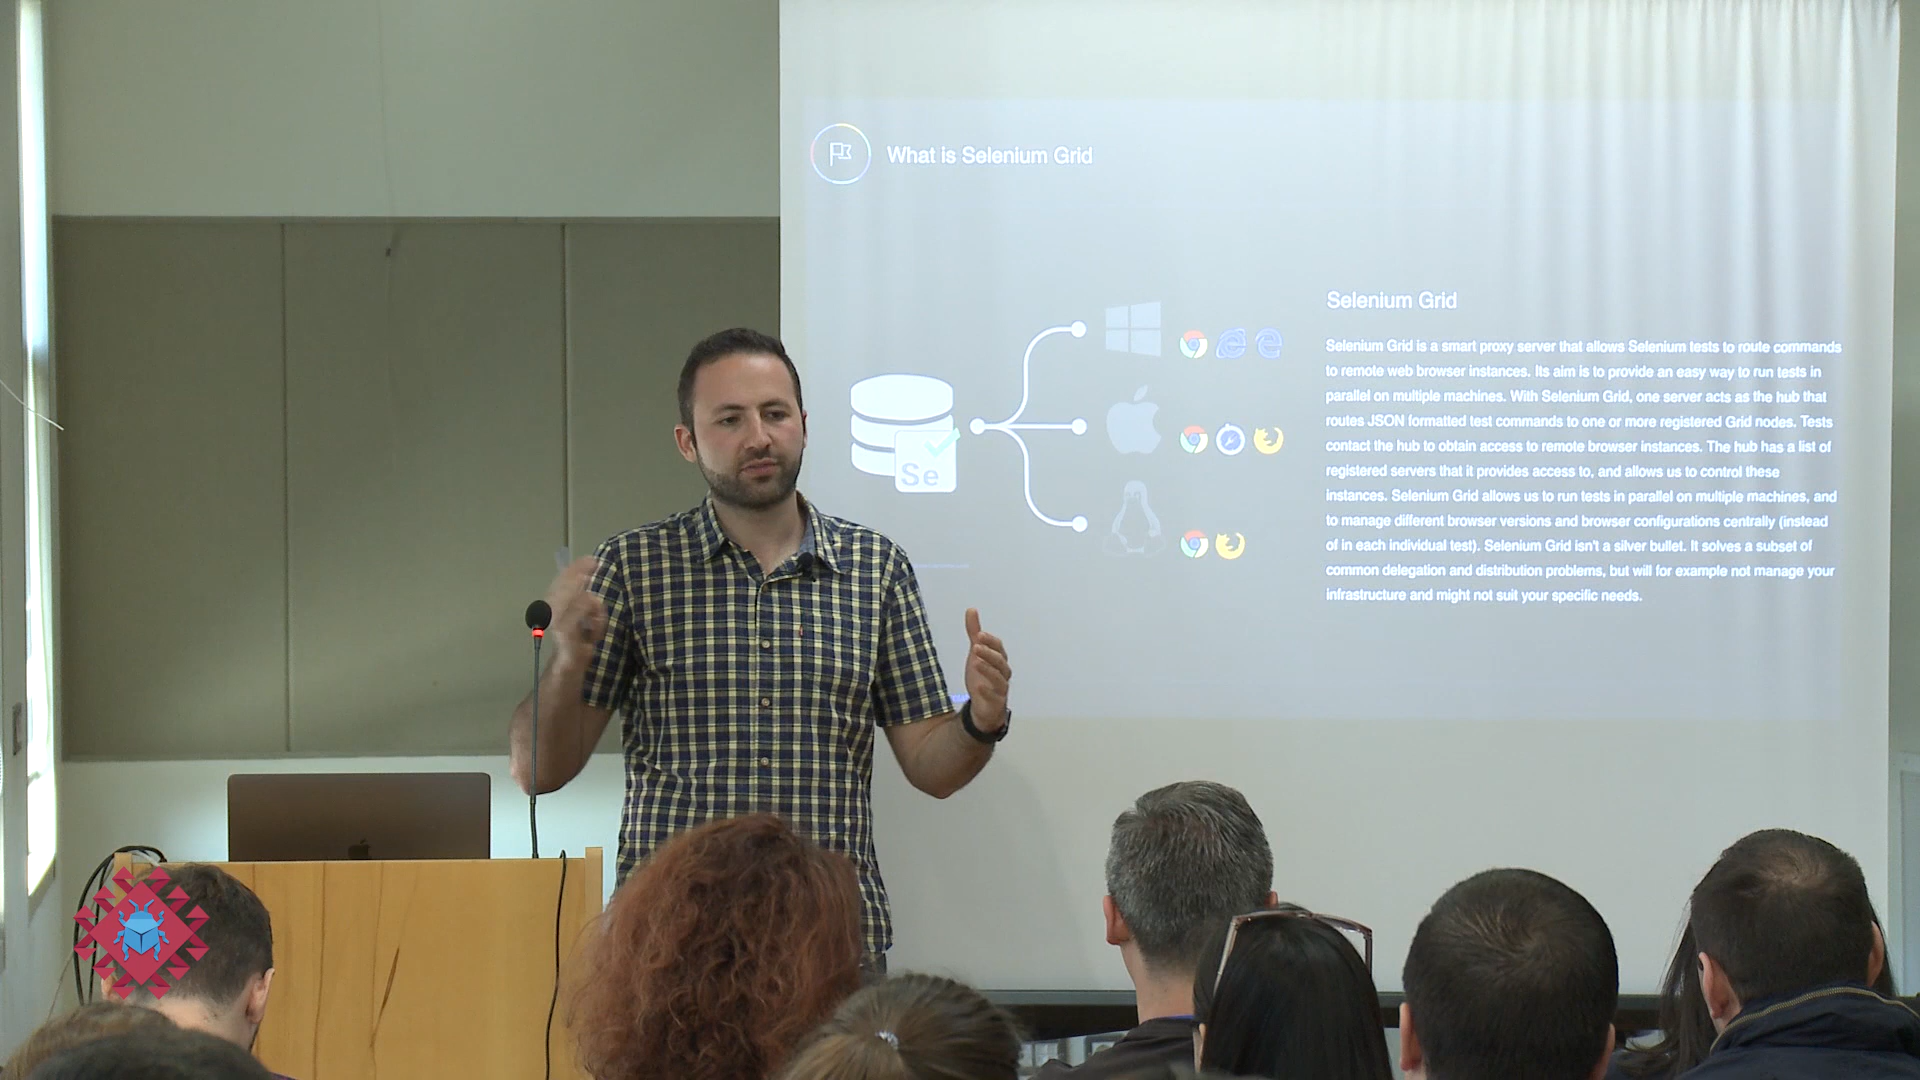 What is Selenium Grid
Se
Selenium Grid
Selenium Grid is a smart proxy server that allows Selenium tests to route commands
to remote web browser instances. Its aim is to provide an easy way to run tests in
parallel on multiple machines. With Selenium Grid, one server acts as the hub that
routes JSON formatted test commands to one or more registered Grid nodes. Tests
contact the hub to obtain access to remote browser instances. The hub has a list of
registered servers that it provides access to, and allows us to control these
instances. Selenium Grid allows us to run tests in parallel on multiple machines, and
to manage different browser versions and browser configurations centrally (instead
of in each individual test). Selenium Grid isn't a silver bullet. It solves a subset of
common delegation and distribution problems, but will for example not manage your
infrastructure and might not suit your specific needs.